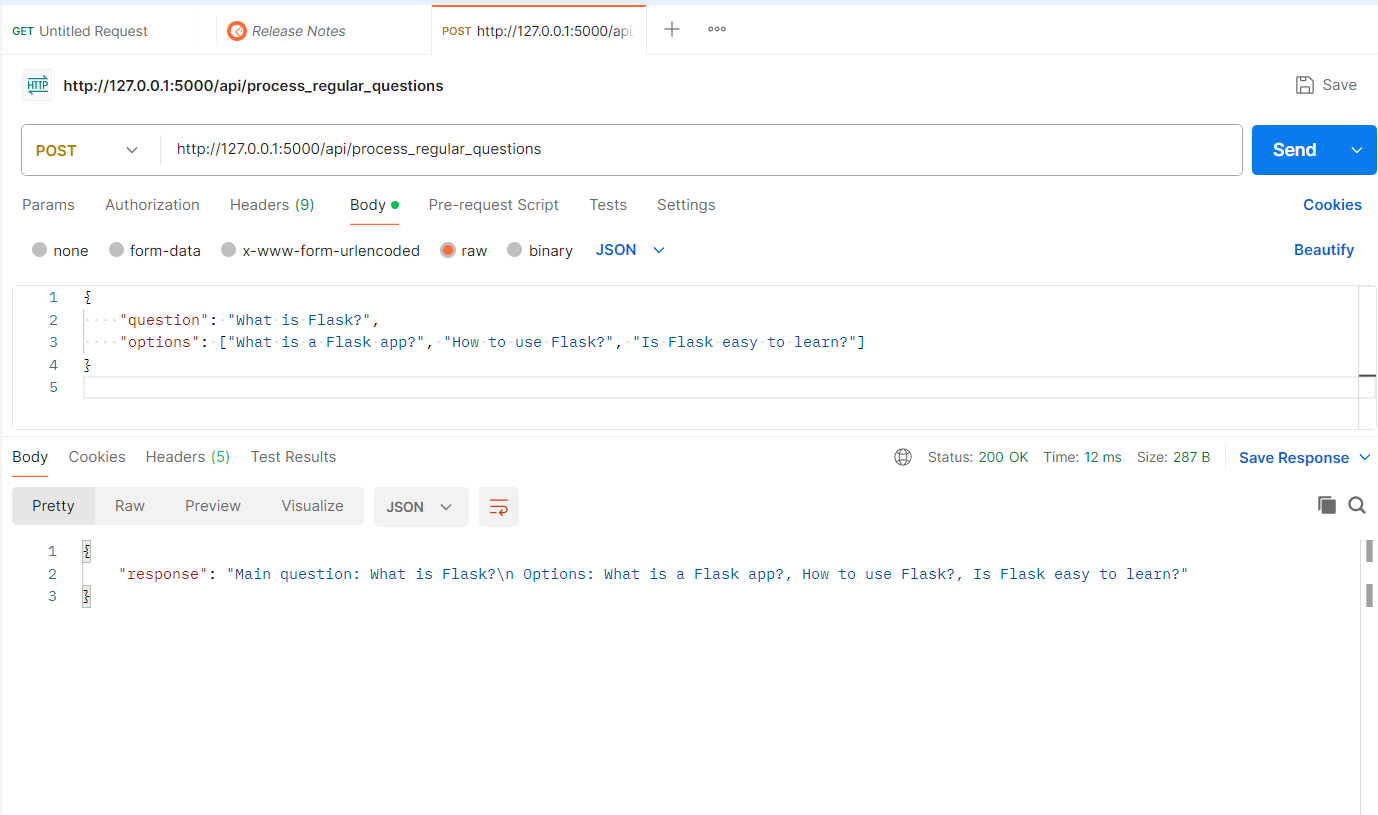 GET Untitled Request Release Notes POST http://127.0.0.1:5000/api
HTTP http://127.0.0.1:5000/api/process_regular_questions Save
POST http://127.0.0.1:5000/api/process_regular_questions Send
Params Authorization Headers (9) Body Pre-request Script Tests Settings Cookies
none form-data x-www-form-urlencoded raw binary JSON Beautify
1 {
2 "question": "What is Flask?",
3 "options": ["What is a Flask app?", "How to use Flask?", "Is Flask easy to learn?"]
4 }
5
Body Cookies Headers (5) Test Results Status: 200 OK Time: 12 ms Size: 287 B Save Response
Pretty Raw Preview Visualize JSON
1 {
2 "response": "Main question: What is Flask?\n Options: What is a Flask app?, How to use Flask?, Is Flask easy to learn?"
3 }